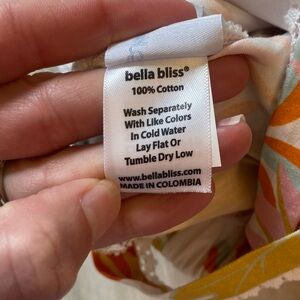 bella bliss®
100% Cotton
Wash Separately
With Like Colors
In Cold Water
Lay Flat Or
Tumble Dry Low
www.bellabliss.com
MADE IN COLOMBIA